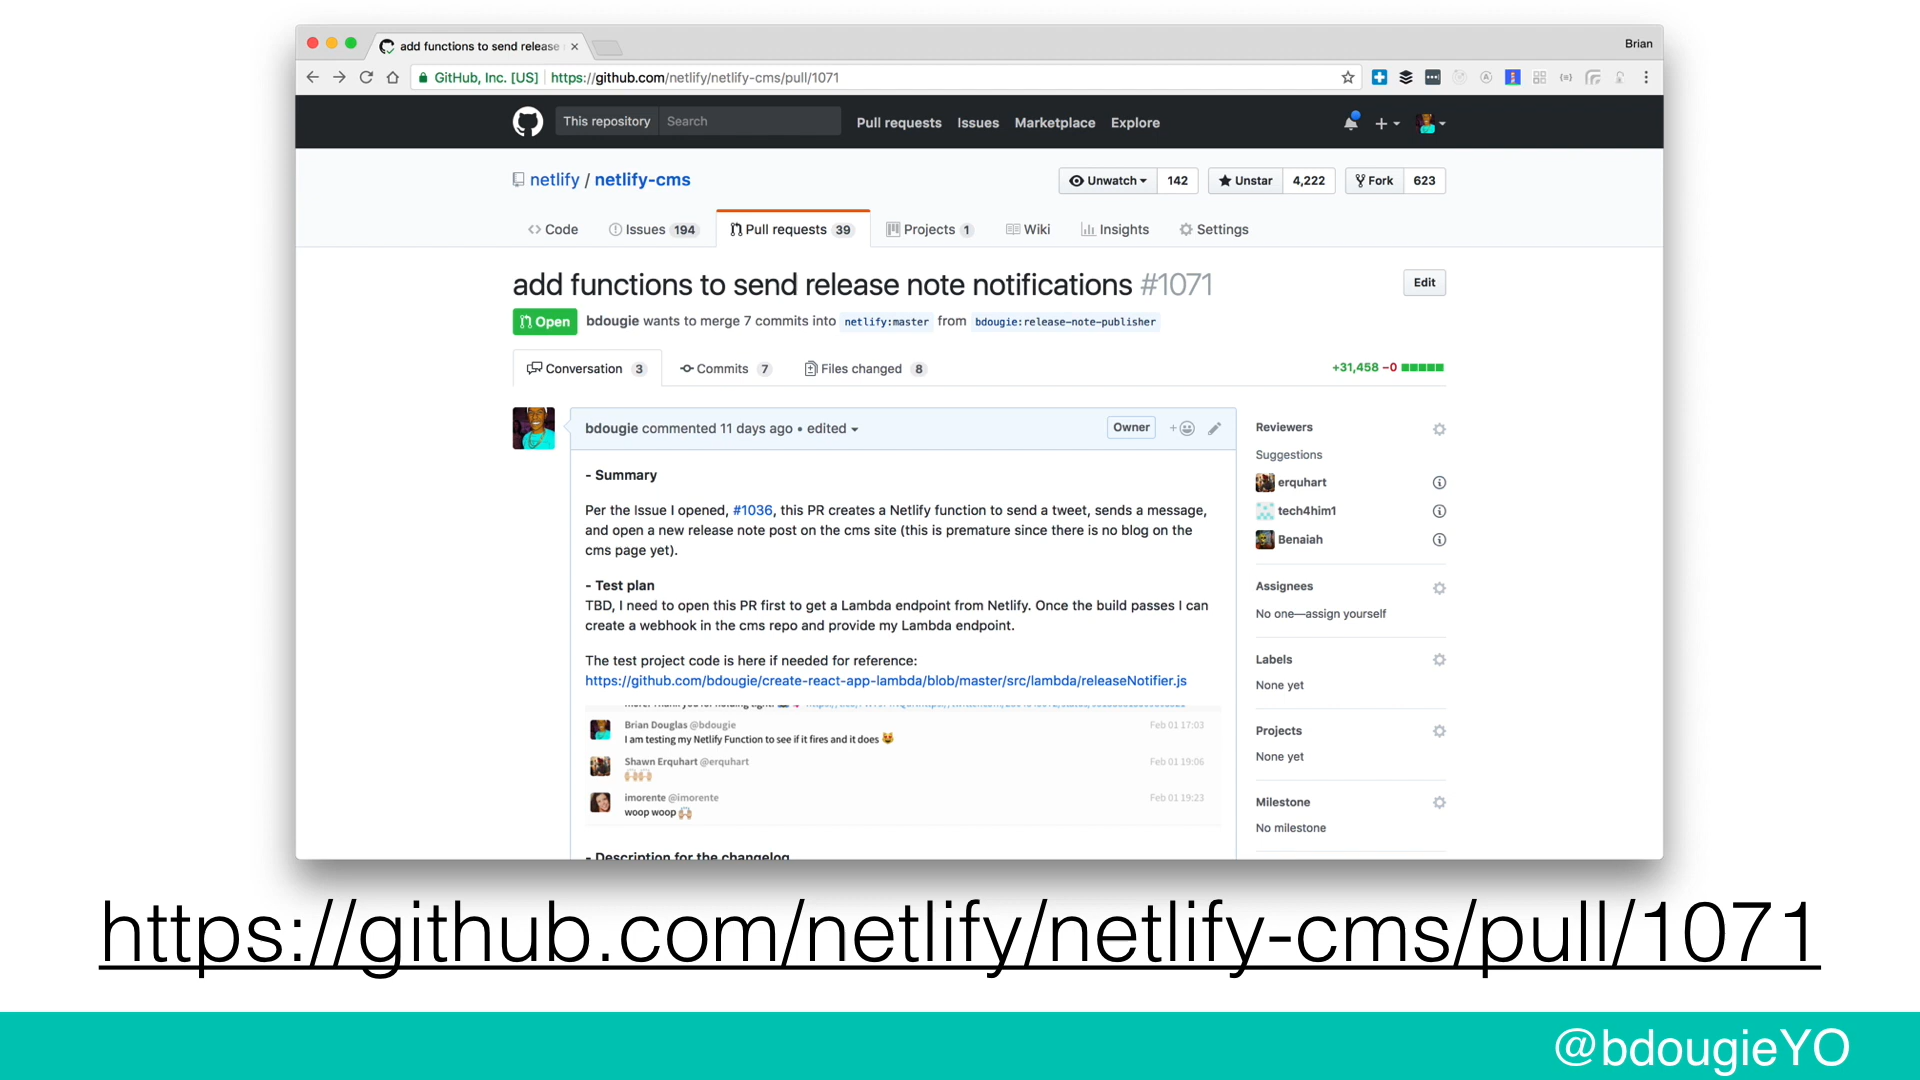 add functions to send release
Brian
GitHub, Inc. [US] https://github.com/netlify/netlify-cms/pull/1071
This repository Search Pull requests Issues Marketplace Explore
netlify / netlify-cms
Unwatch 142 Unstar 4,222 Fork 623
Code Issues 194 Pull requests 39 Projects 1 Wiki Insights Settings
add functions to send release note notifications #1071
Edit
Open bdougie wants to merge 7 commits into netlify:master from bdougie:release-note-publisher
Conversation 3 Commits 7 Files changed 8
+31,458 −0
bdougie commented 11 days ago • edited
Owner
- Summary
Per the Issue I opened, #1036, this PR creates a Netlify function to send a tweet, sends a message,
and open a new release note post on the cms site (this is premature since there is no blog on the
cms page yet).
- Test plan
TBD, I need to open this PR first to get a Lambda endpoint from Netlify. Once the build passes I can
create a webhook in the cms repo and provide my Lambda endpoint.
The test project code is here if needed for reference:
https://github.com/bdougie/create-react-app-lambda/blob/master/src/lambda/releaseNotifier.js
Brian Douglas @bdougie Feb 01 17:03
I am testing my Netlify Function to see if it fires and it does
Shawn Erquhart @erquhart Feb 01 19:06
imorente @imorente Feb 01 19:23
woop woop
- Description for the changelog
Reviewers
Suggestions
erquhart
tech4him1
Benaiah
Assignees
No one—assign yourself
Labels
None yet
Projects
None yet
Milestone
No milestone
https://github.com/netlify/netlify-cms/pull/1071
@bdougieYO